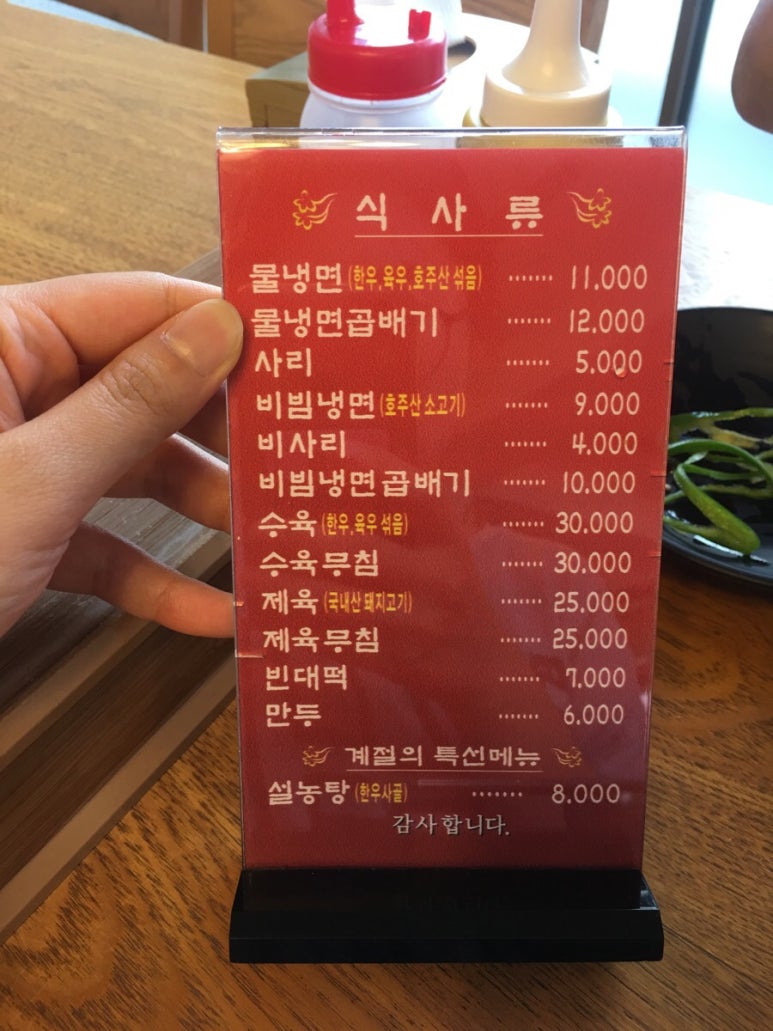 식 사 류
물냉면 (한우, 육우, 호주산 섞음) ······· 11,000
물냉면곱배기 ······· 12,000
사리 ······· 5,000
비빔냉면 (호주산 소고기) ······· 9,000
비사리 ······· 4,000
비빔냉면곱배기 ······· 10,000
수육 (한우, 육우 섞음) ······· 30,000
수육무침 ······· 30,000
제육 (국내산 돼지고기) ······· 25,000
제육무침 ······· 25,000
빈대떡 ······· 7,000
만두 ······· 6,000
계절의 특선메뉴
설농탕 (한우사골) ······· 8,000
감사합니다.